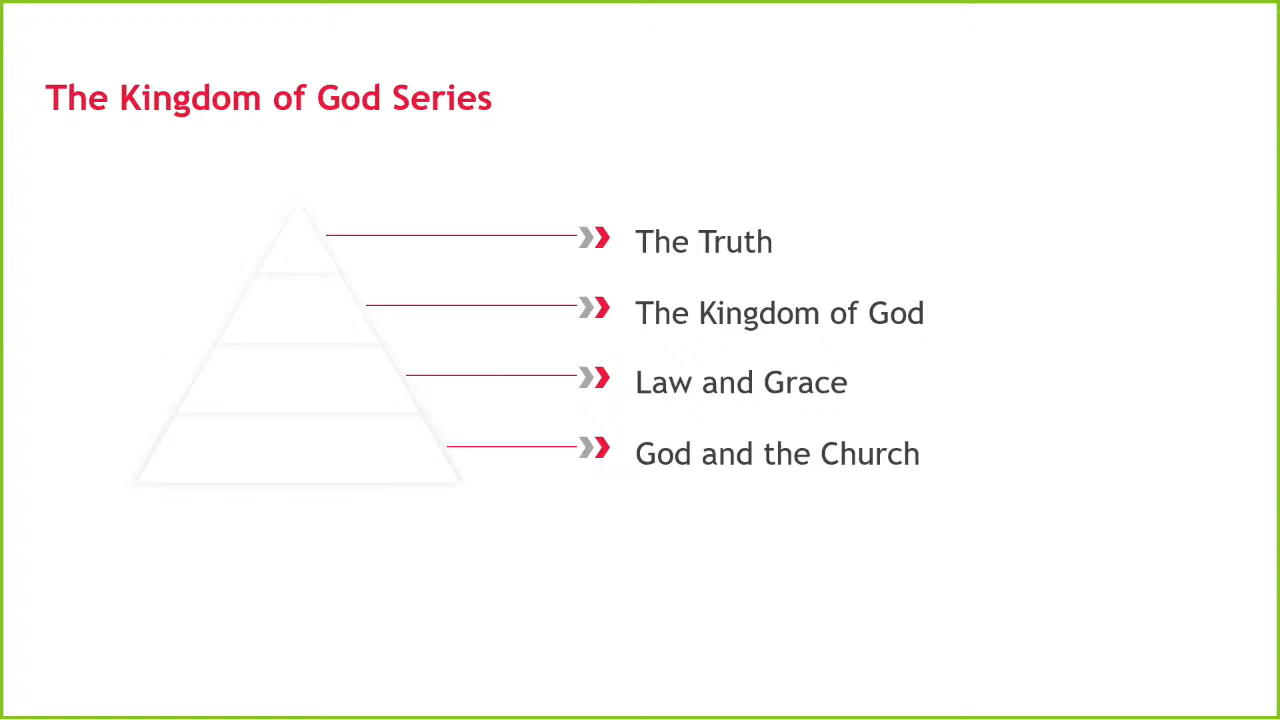 The Kingdom of God Series
The Truth
The Kingdom of God
Law and Grace
God and the Church